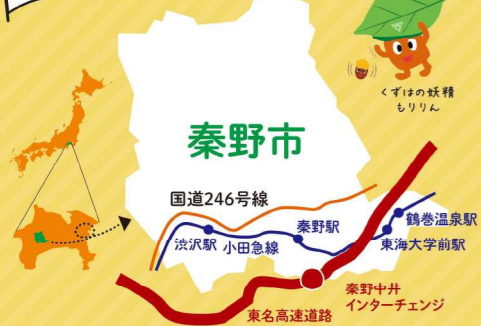 くずはの妖精
もりりん
秦野市
国道246号線
渋沢駅
小田急線
秦野駅
鶴巻温泉駅
東海大学前駅
秦野中井
インターチェンジ
東名高速道路